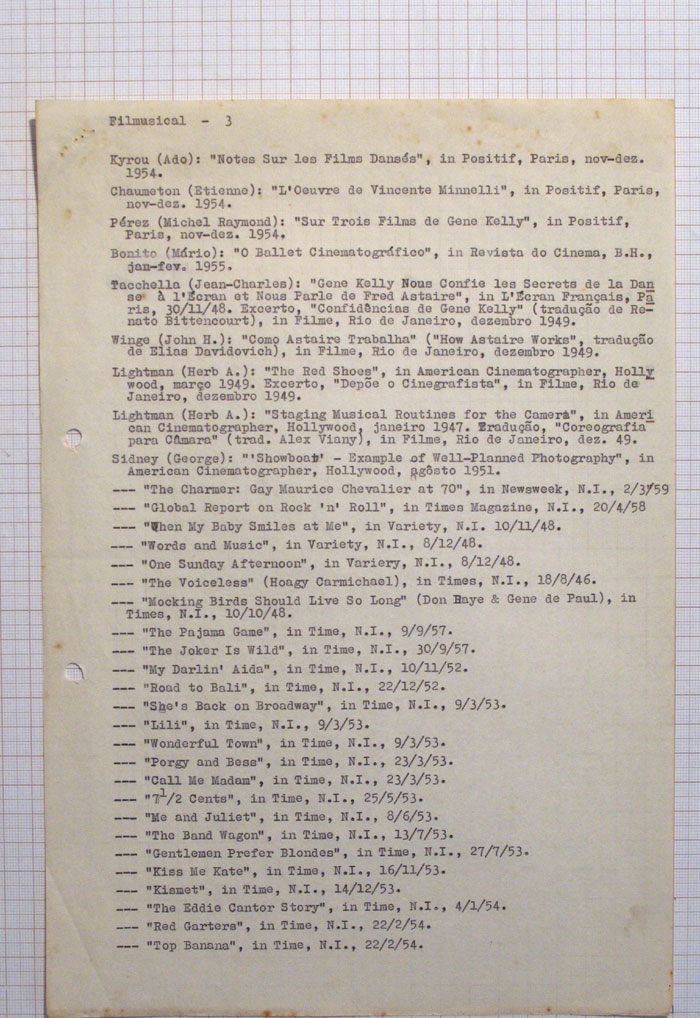 Filmusical - 3
Kyrou (Ado): "Notes Sur les Films Dansés", in Positif, Paris, nov-dez.
1954.
Chaumeton (Etienne): "L'Oeuvre de Vincente Minnelli", in Positif, Paris,
nov-dez. 1954.
Pérez (Michel Raymond): "Sur Trois Films de Gene Kelly", in Positif,
Paris, nov-dez. 1954.
Bonito (Mário): "O Ballet Cinematográfico", in Revista do Cinema, B.H.,
jan-fev. 1955.
Tacchella (Jean-Charles): "Gene Kelly Nous Confie les Secrets de la Dan
se à l'Écran et Nous Parle de Fred Astaire", in L'Écran Français, Pa
ris, 30/11/48. Excerto, "Confidências de Gene Kelly" (tradução de Re-
nato Bittencourt), in Filme, Rio de Janeiro, dezembro 1949.
Winge (John H.): "Como Astaire Trabalha" ("How Astaire Works", tradução
de Elias Davidovich), in Filme, Rio de Janeiro, dezembro 1949.
Lightman (Herb A.): "The Red Shoes", in American Cinematographer, Holly
wood, março 1949. Excerto, "Depõe o Cinegrafista", in Filme, Rio de
Janeiro, dezembro 1949.
Lightman (Herb A.): "Staging Musical Routines for the Camera", in Ameri
can Cinematographer, Hollywood, janeiro 1947. Tradução, "Coreografia
para Câmara" (trad. Alex Viany), in Filme, Rio de Janeiro, dez. 49.
Sidney (George): "'Showboat' - Example of Well-Planned Photography", in
American Cinematographer, Hollywood, agôsto 1951.
--- "The Charmer: Gay Maurice Chevalier at 70", in Newsweek, N.I., 2/3/59
--- "Global Report on Rock 'n' Roll", in Times Magazine, N.I., 20/4/58
--- "When My Baby Smiles at Me", in Variety, N.I. 10/11/48.
--- "Words and Music", in Variety, N.I., 8/12/48.
--- "One Sunday Afternoon", in Variery, N.I., 8/12/48.
--- "The Voiceless" (Hoagy Carmichael), in Times, N.I., 18/8/46.
--- "Mocking Birds Should Live So Long" (Don Raye & Gene de Paul), in
Times, N.I., 10/10/48.
--- "The Pajama Game", in Time, N.I., 9/9/57.
--- "The Joker Is Wild", in Time, N.I., 30/9/57.
--- "My Darlin' Aida", in Time, N.I., 10/11/52.
--- "Road to Bali", in Time, N.I., 22/12/52.
--- "She's Back on Broadway", in Time, N.I., 9/3/53.
--- "Lili", in Time, N.I., 9/3/53.
--- "Wonderful Town", in Time, N.I., 9/3/53.
--- "Porgy and Bess", in Time, N.I., 23/3/53.
--- "Call Me Madam", in Time, N.I., 23/3/53.
--- "7 1/2 Cents", in Time, N.I., 25/5/53.
--- "Me and Juliet", in Time, N.I., 8/6/53.
--- "The Band Wagon", in Time, N.I., 13/7/53.
--- "Gentlemen Prefer Blondes", in Time, N.I., 27/7/53.
--- "Kiss Me Kate", in Time, N.I., 16/11/53.
--- "Kismet", in Time, N.I., 14/12/53.
--- "The Eddie Cantor Story", in Time, N.I., 4/1/54.
--- "Red Garters", in Time, N.I., 22/2/54.
--- "Top Banana", in Time, N.I., 22/2/54.